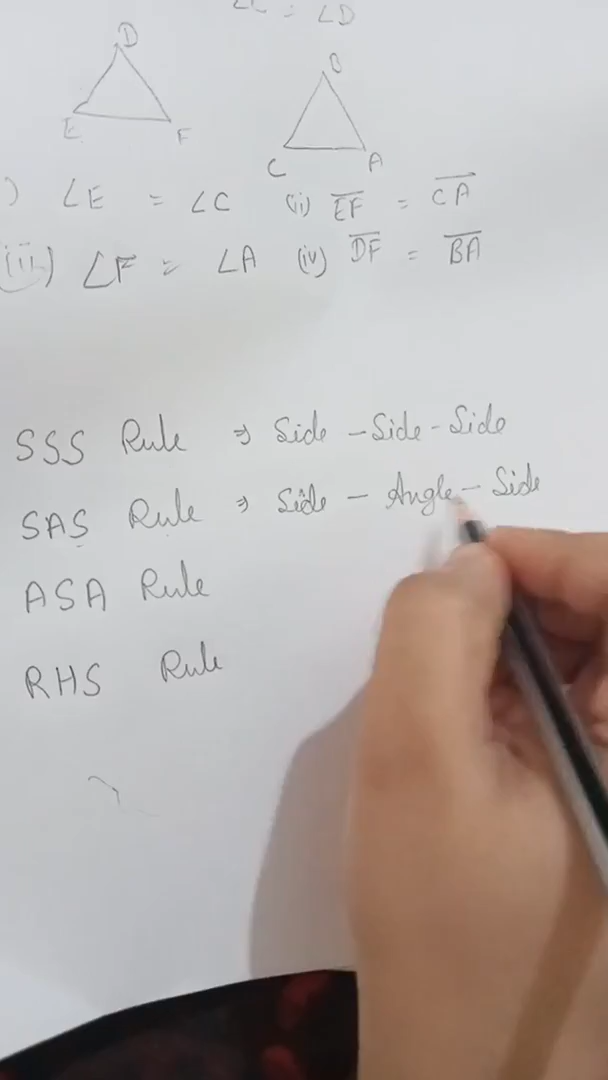 = ∠D
D
B
E
F
C
A
) ∠E = ∠C (ii) EF = CA
(iii) ∠F = ∠A (iv) DF = BA
SSS Rule ⇒ Side - Side - Side
SAS Rule ⇒ Side - Angle - Side
ASA Rule
RHS Rule